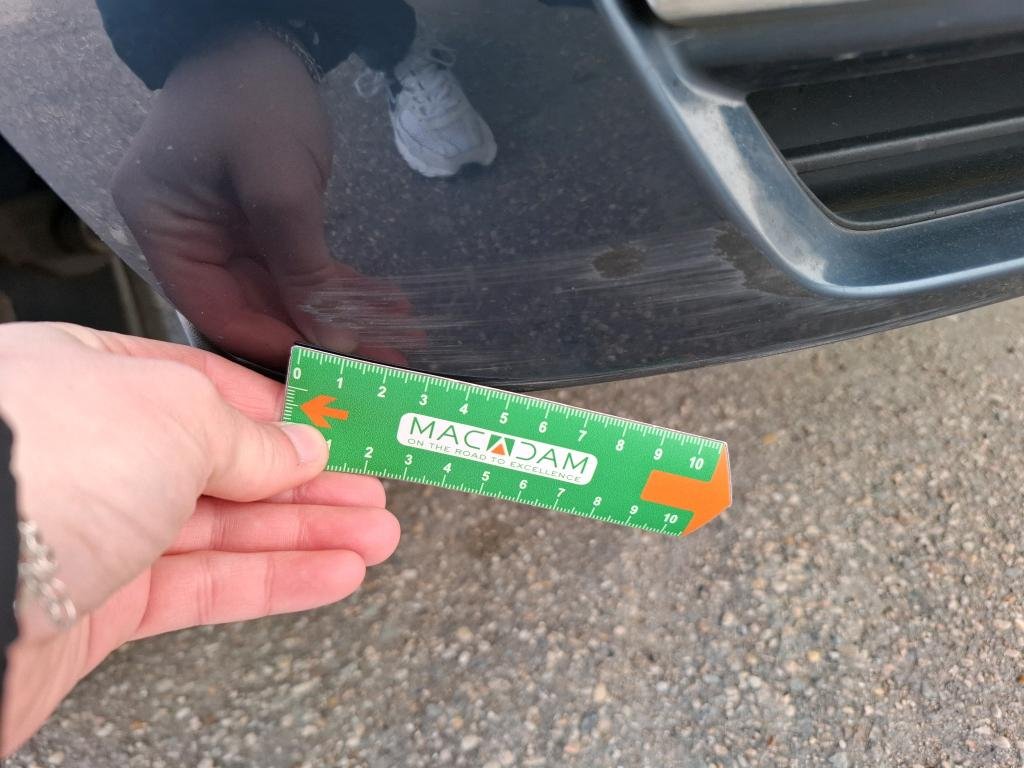 0 1 2 3 4 5 6 7 8 9 10
MACADAM
ON THE ROAD TO EXCELLENCE
1 2 3 4 5 6 7 8 9 10